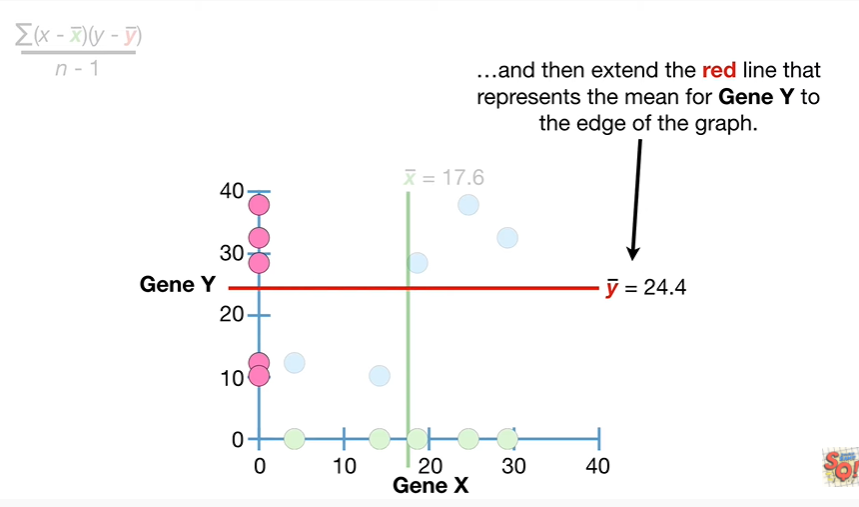 ∑(x - x̅)(y - y̅)
n - 1
...and then extend the red line that
represents the mean for Gene Y to
the edge of the graph.
x̅ = 17.6
40
30
Gene Y
y̅ = 24.4
20
10
0
0 10 20 30 40
Gene X
SQ!